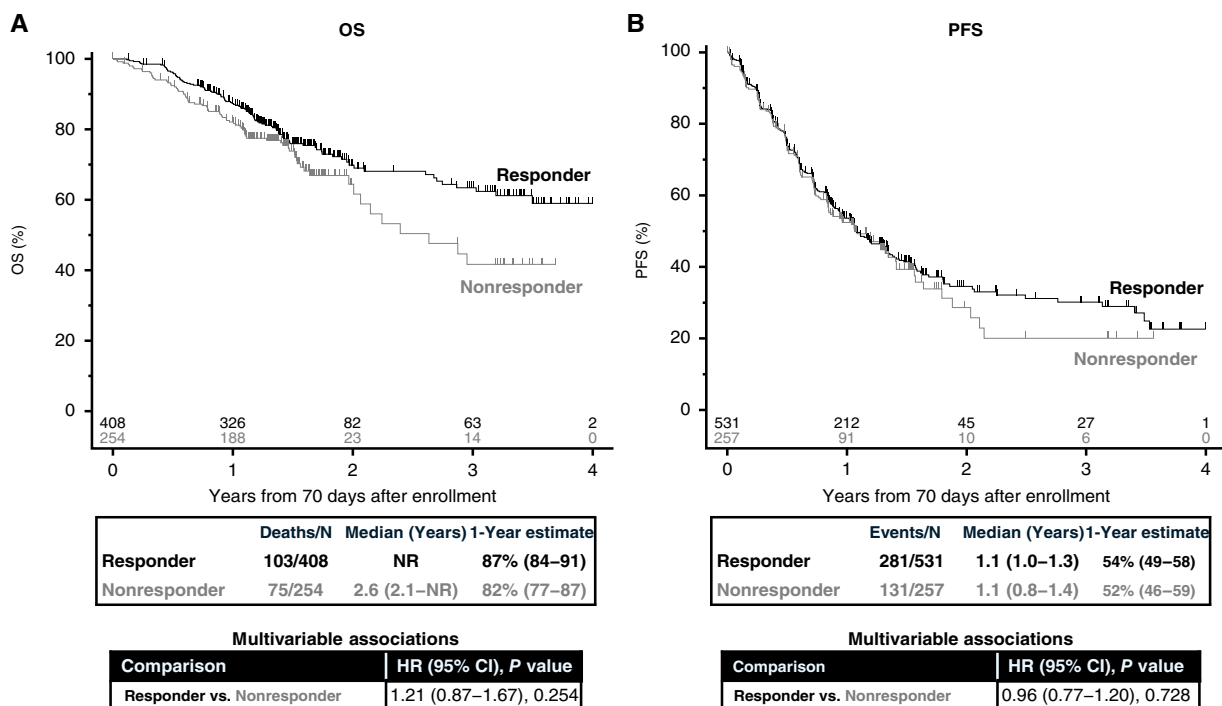 A
OS
100
80
60
40
20
0
OS (%)
Responder
Nonresponder
408 326 82 63 2
254 188 23 14 0
0 1 2 3 4
Years from 70 days after enrollment
Deaths/N Median (Years) 1-Year estimate
Responder 103/408 NR 87% (84–91)
Nonresponder 75/254 2.6 (2.1–NR) 82% (77–87)
Multivariable associations
Comparison HR (95% CI), P value
Responder vs. Nonresponder 1.21 (0.87–1.67), 0.254
B
PFS
100
80
60
40
20
0
PFS (%)
Responder
Nonresponder
531 212 45 27 1
257 91 10 6 0
0 1 2 3 4
Years from 70 days after enrollment
Events/N Median (Years) 1-Year estimate
Responder 281/531 1.1 (1.0–1.3) 54% (49–58)
Nonresponder 131/257 1.1 (0.8–1.4) 52% (46–59)
Multivariable associations
Comparison HR (95% CI), P value
Responder vs. Nonresponder 0.96 (0.77–1.20), 0.728